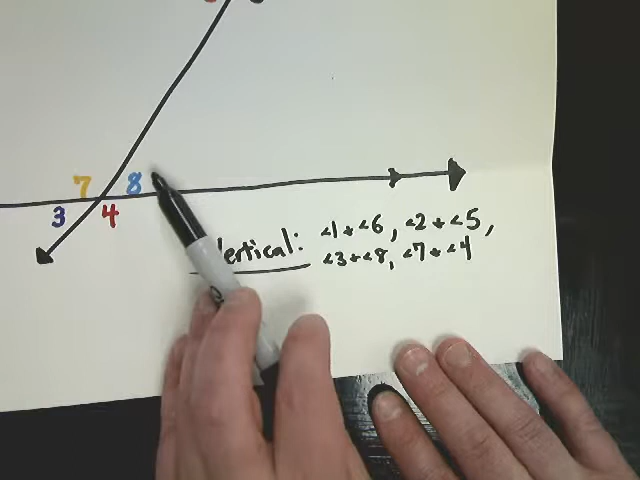 7 8
3 4
Vertical: <1 + <6, <2 + <5,
<3 + <8, <7 + <4